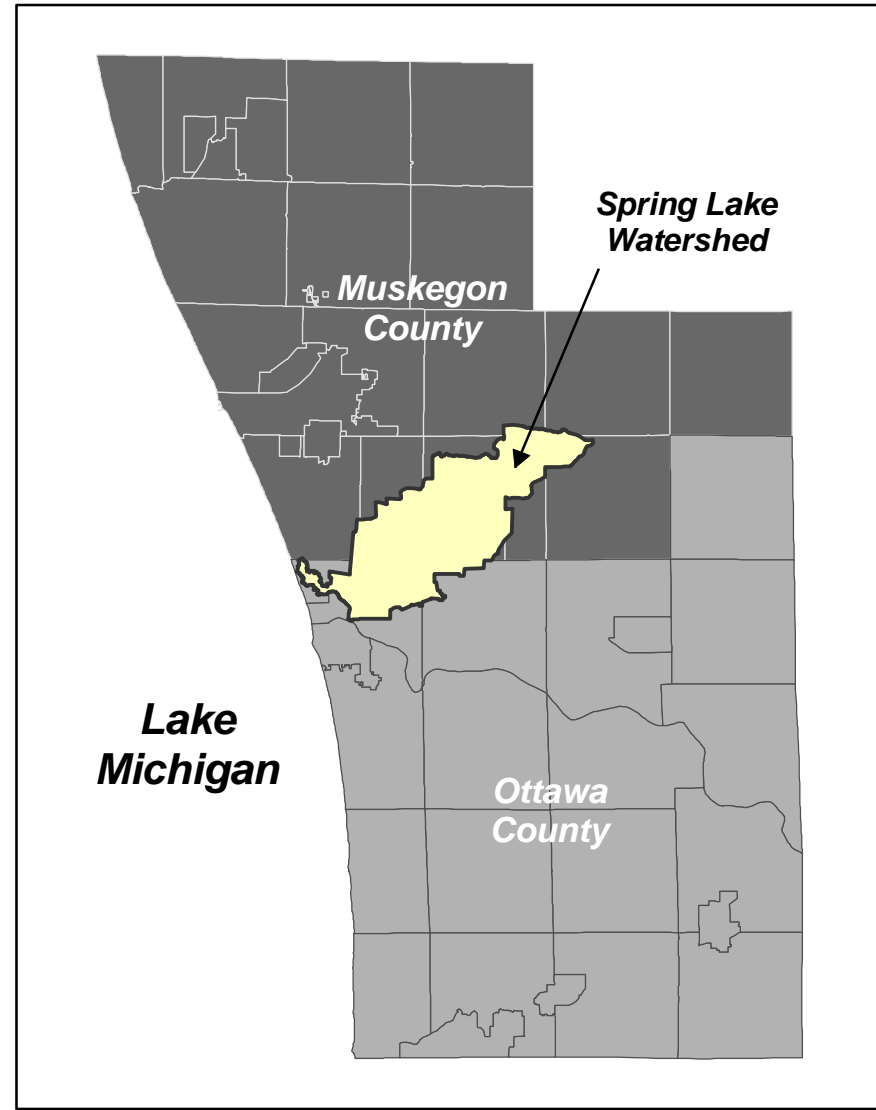 Spring Lake
Watershed
Muskegon
County
Lake
Michigan
Ottawa
County